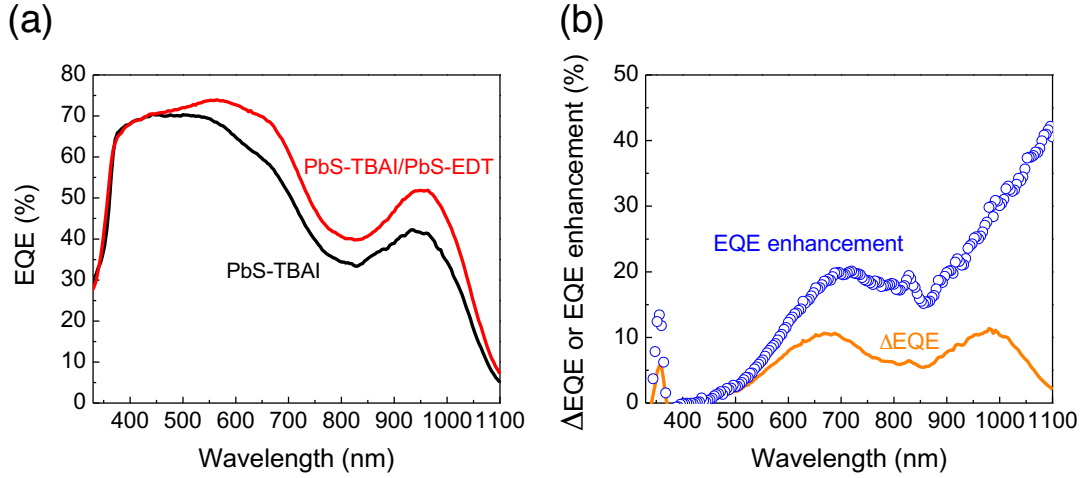 (a)
80
70
60
50
40
30
20
10
0
EQE (%)
PbS-TBAI/PbS-EDT
PbS-TBAI
400 500 600 700 800 900 1000 1100
Wavelength (nm)
(b)
50
40
30
20
10
0
ΔEQE or EQE enhancement (%)
EQE enhancement
ΔEQE
400 500 600 700 800 900 1000 1100
Wavelength (nm)